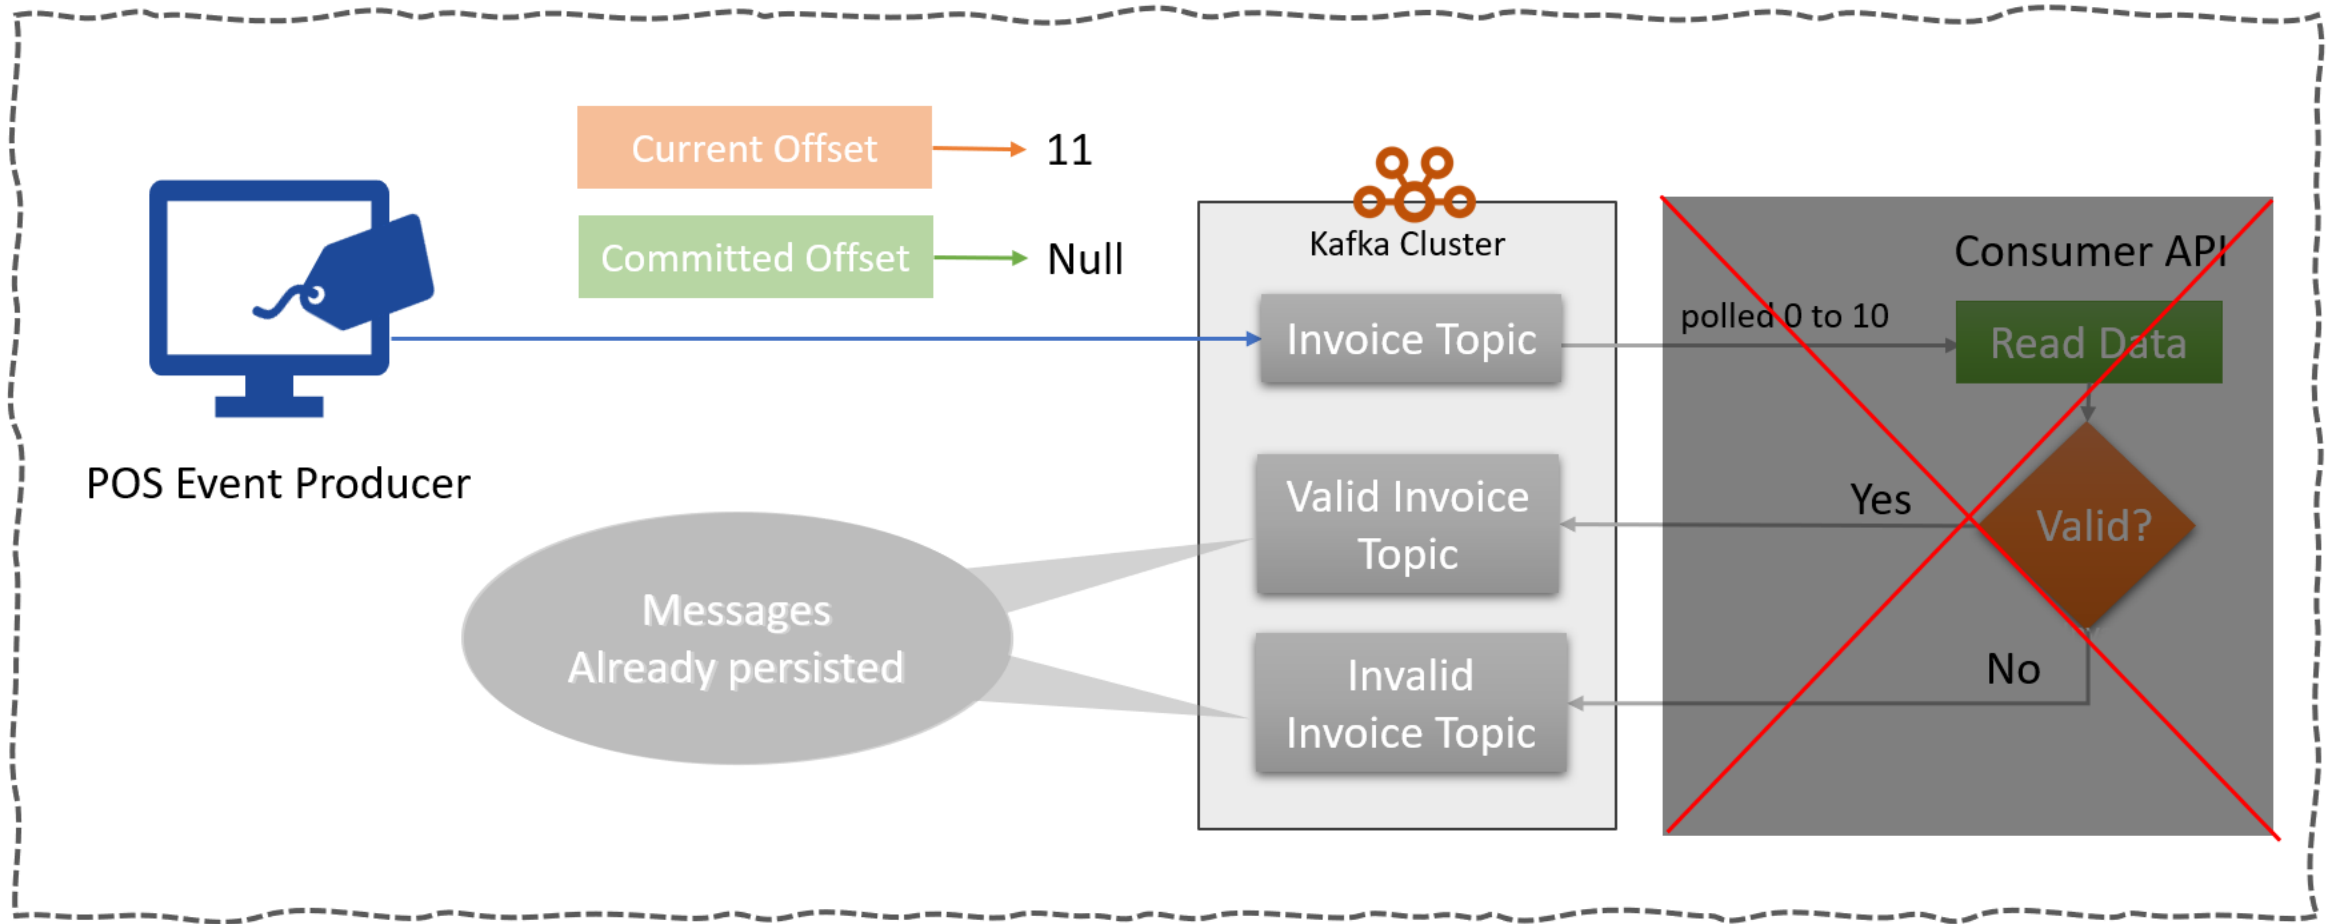 Current Offset
11
Committed Offset
Null
POS Event Producer
Kafka Cluster
Invoice Topic
Valid Invoice
Topic
Invalid
Invoice Topic
Messages
Already persisted
Consumer API
polled 0 to 10
Read Data
Yes
Valid?
No